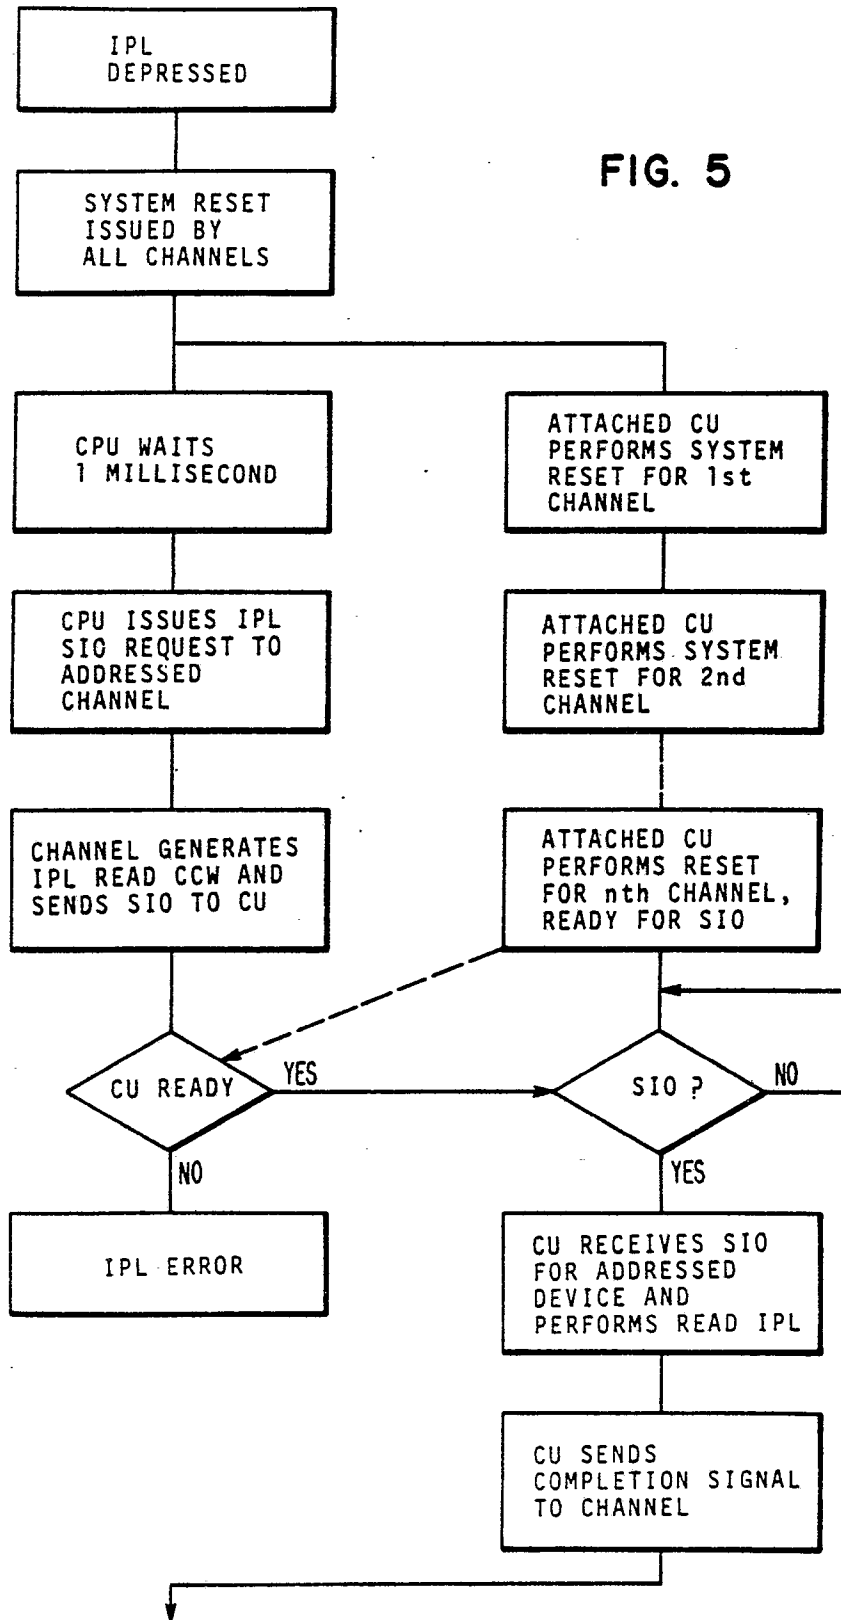 IPL
DEPRESSED
FIG. 5
SYSTEM RESET
ISSUED BY
ALL CHANNELS
CPU WAITS
1 MILLISECOND
ATTACHED CU
PERFORMS SYSTEM
RESET FOR 1st
CHANNEL
CPU ISSUES IPL
SIO REQUEST TO
ADDRESSED
CHANNEL
ATTACHED CU
PERFORMS SYSTEM
RESET FOR 2nd
CHANNEL
CHANNEL GENERATES
IPL READ CCW AND
SENDS SIO TO CU
ATTACHED CU
PERFORMS RESET
FOR nth CHANNEL,
READY FOR SIO
CU READY
YES
SIO ?
NO
NO
YES
IPL ERROR
CU RECEIVES SIO
FOR ADDRESSED
DEVICE AND
PERFORMS READ IPL
CU SENDS
COMPLETION SIGNAL
TO CHANNEL